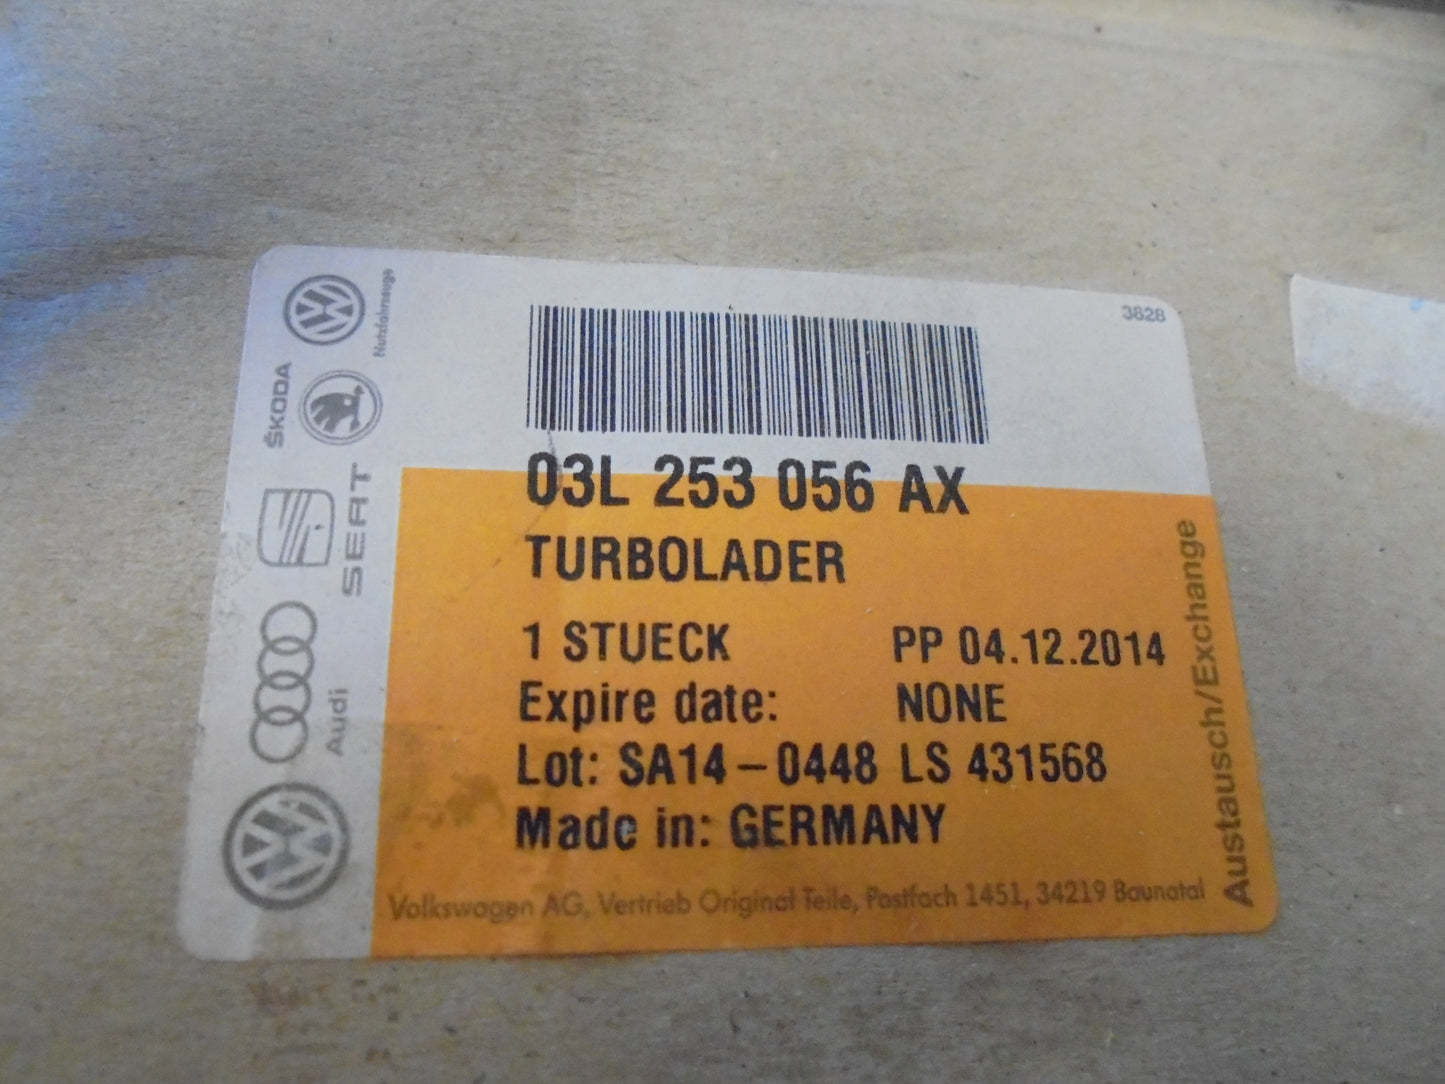 3828
03L 253 056 AX
TURBOLADER
1 STUECK PP 04.12.2014
Expire date: NONE
Lot: SA14-0448 LS 431568
Made in: GERMANY
Volkswagen AG, Vertrieb Original Teile, Postfach 1451, 34219 Baunatal
Austausch/Exchange
Nutzfahrzeuge
ŠKODA
SEAT
Audi